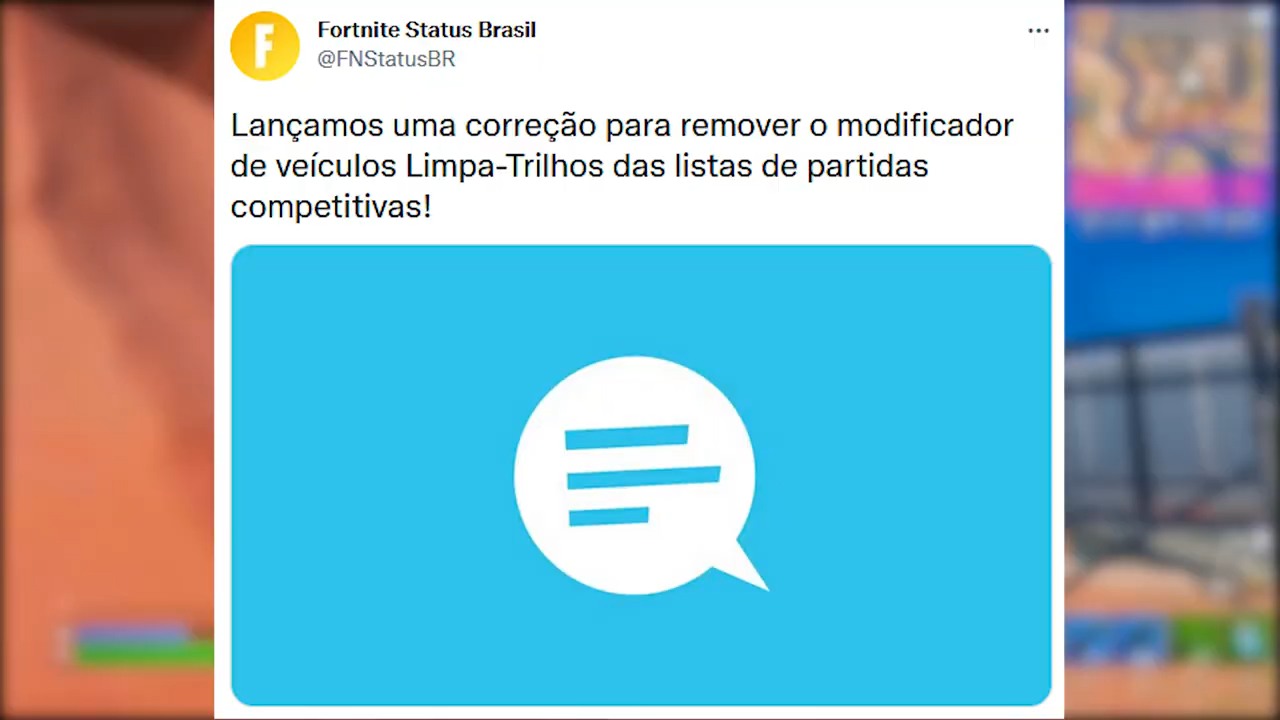 Fortnite Status Brasil
@FNStatusBR
Lançamos uma correção para remover o modificador
de veículos Limpa-Trilhos das listas de partidas
competitivas!